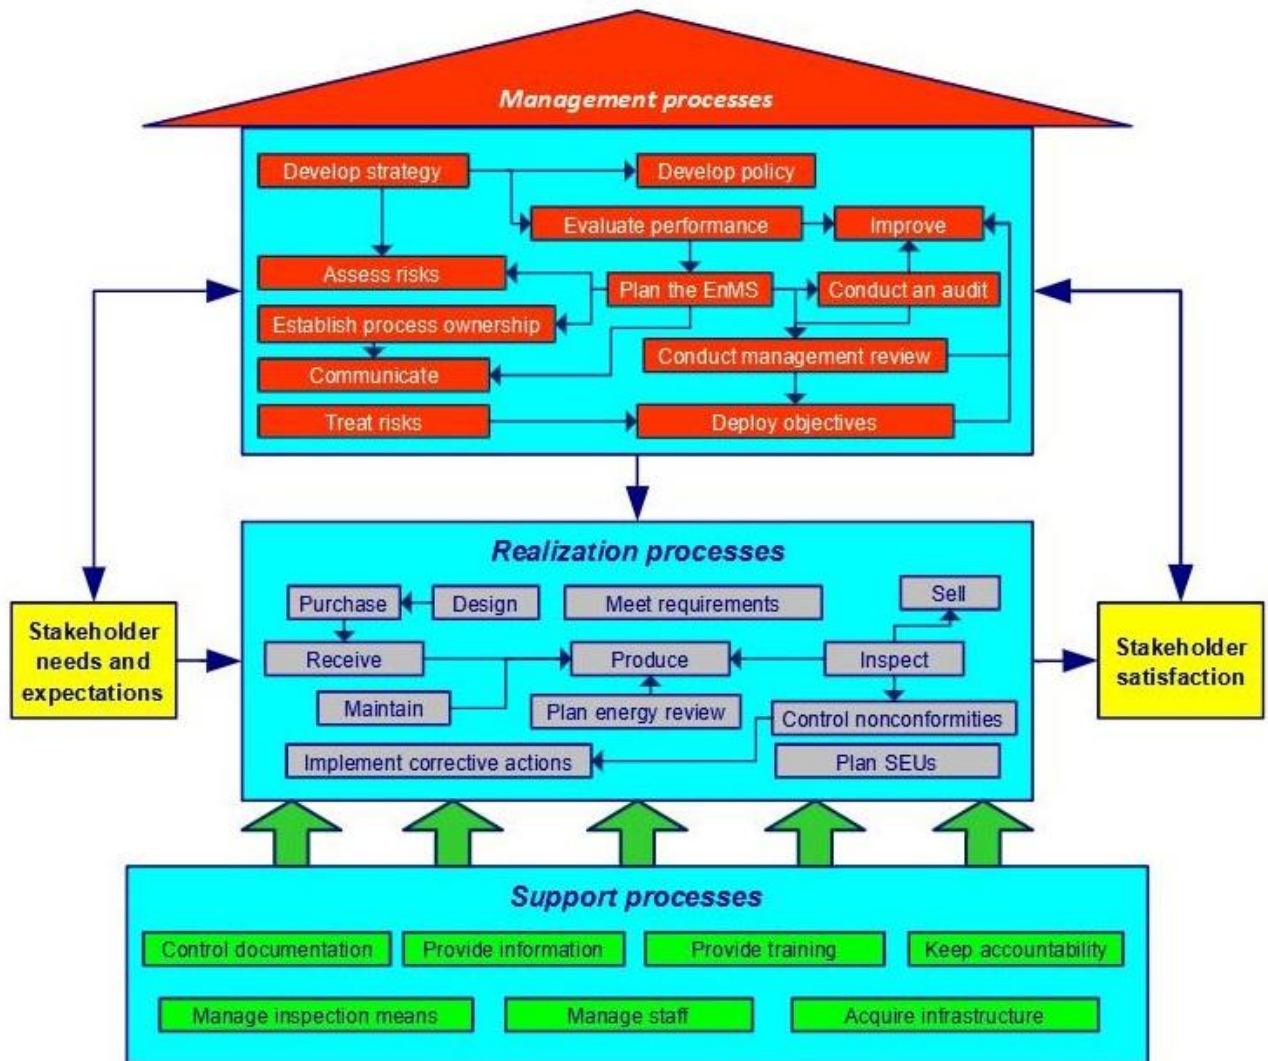 Management processes
Develop strategy
Develop policy
Evaluate performance
Improve
Assess risks
Plan the EnMS
Conduct an audit
Establish process ownership
Conduct management review
Communicate
Treat risks
Deploy objectives
Realization processes
Purchase
Design
Meet requirements
Sell
Stakeholder
needs and
expectations
Receive
Produce
Inspect
Stakeholder
satisfaction
Maintain
Plan energy review
Control nonconformities
Implement corrective actions
Plan SEUs
Support processes
Control documentation
Provide information
Provide training
Keep accountability
Manage inspection means
Manage staff
Acquire infrastructure